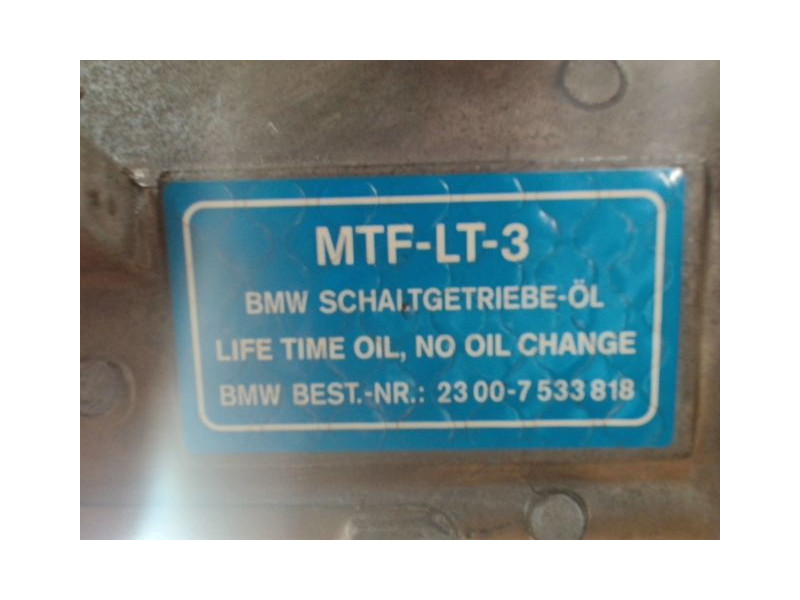 MTF-LT-3
BMW SCHALTGETRIEBE-ÖL
LIFE TIME OIL, NO OIL CHANGE
BMW BEST.-NR.: 23 00-7 533 818